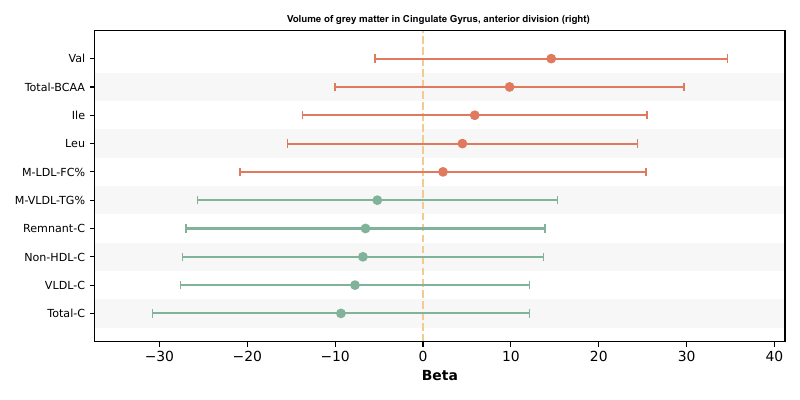 Volume of grey matter in Cingulate Gyrus, anterior division (right)
Val
Total-BCAA
Ile
Leu
M-LDL-FC%
M-VLDL-TG%
Remnant-C
Non-HDL-C
VLDL-C
Total-C
−30 −20 −10 0 10 20 30 40
Beta